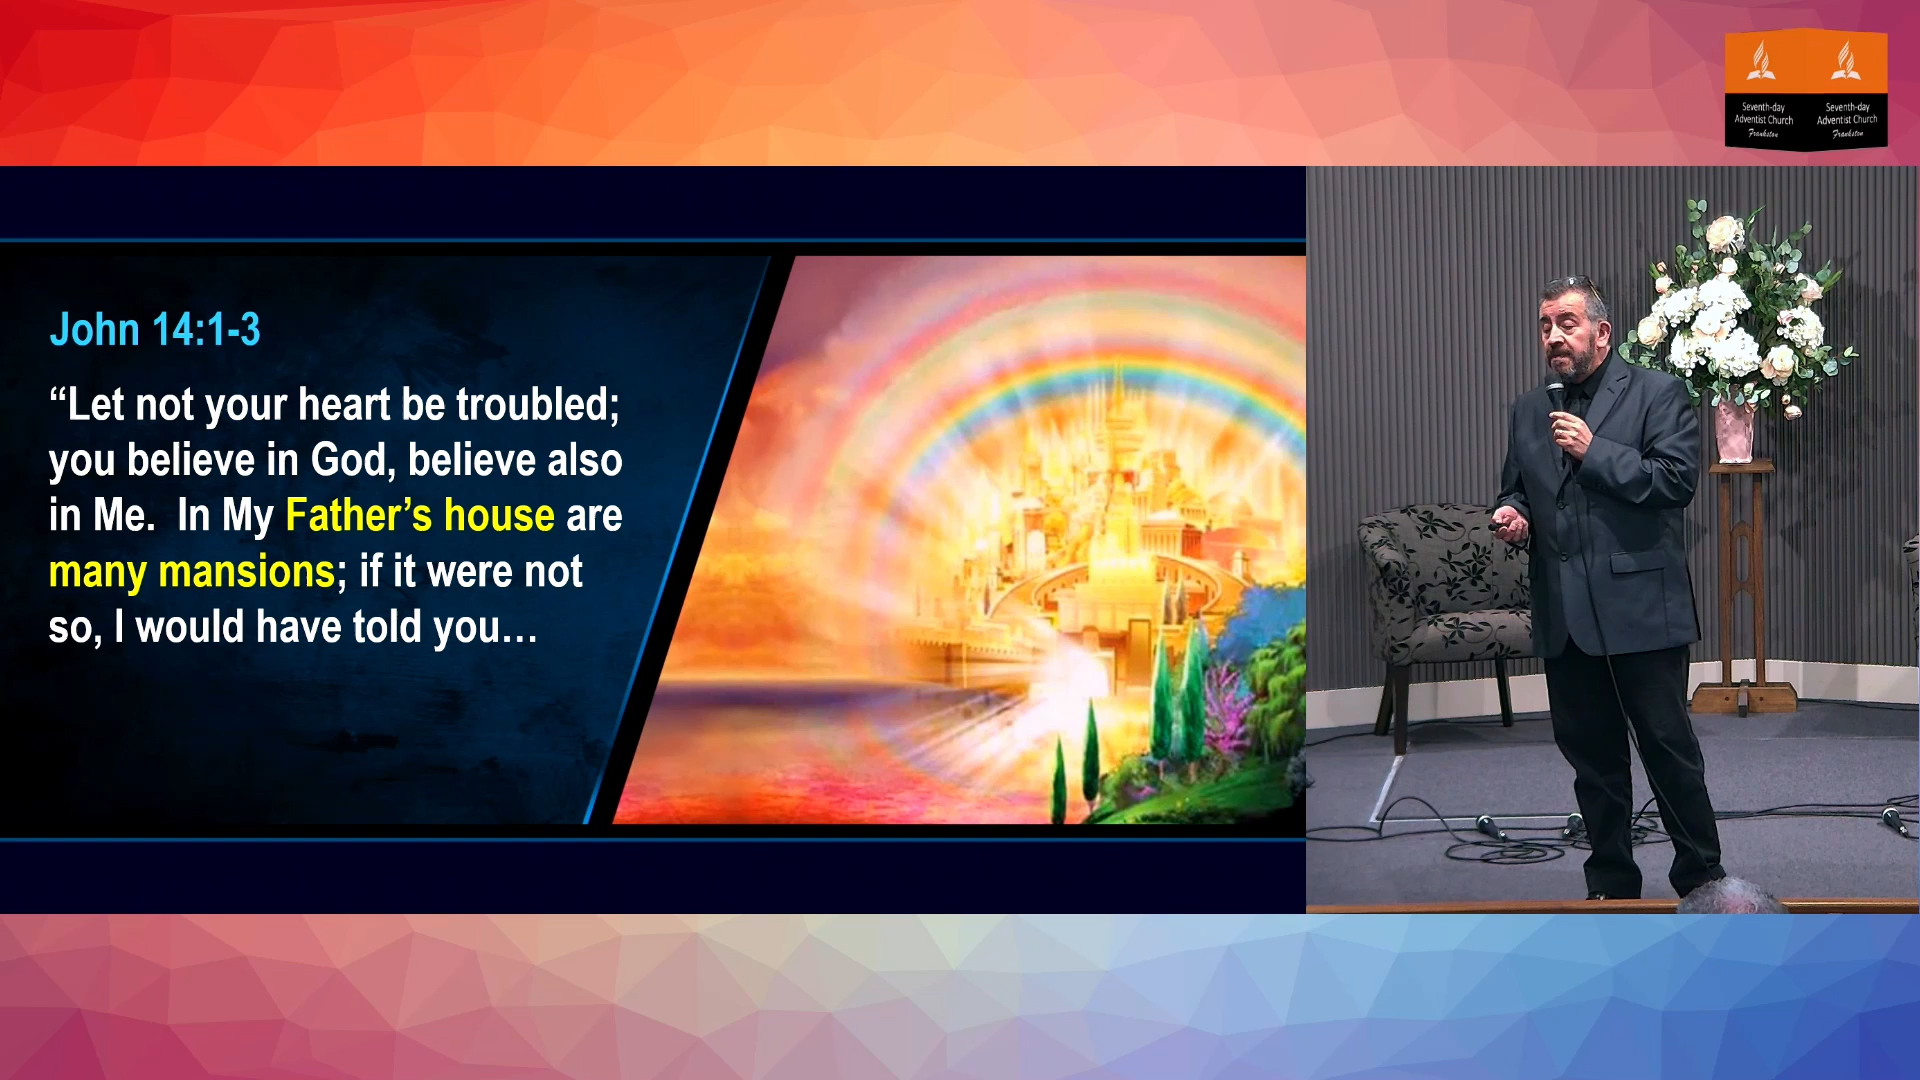 Seventh-day
Adventist Church
Frankston
Seventh-day
Adventist Church
Frankston
John 14:1-3
“Let not your heart be troubled;
you believe in God, believe also
in Me.  In My Father’s house are
many mansions; if it were not
so, I would have told you…